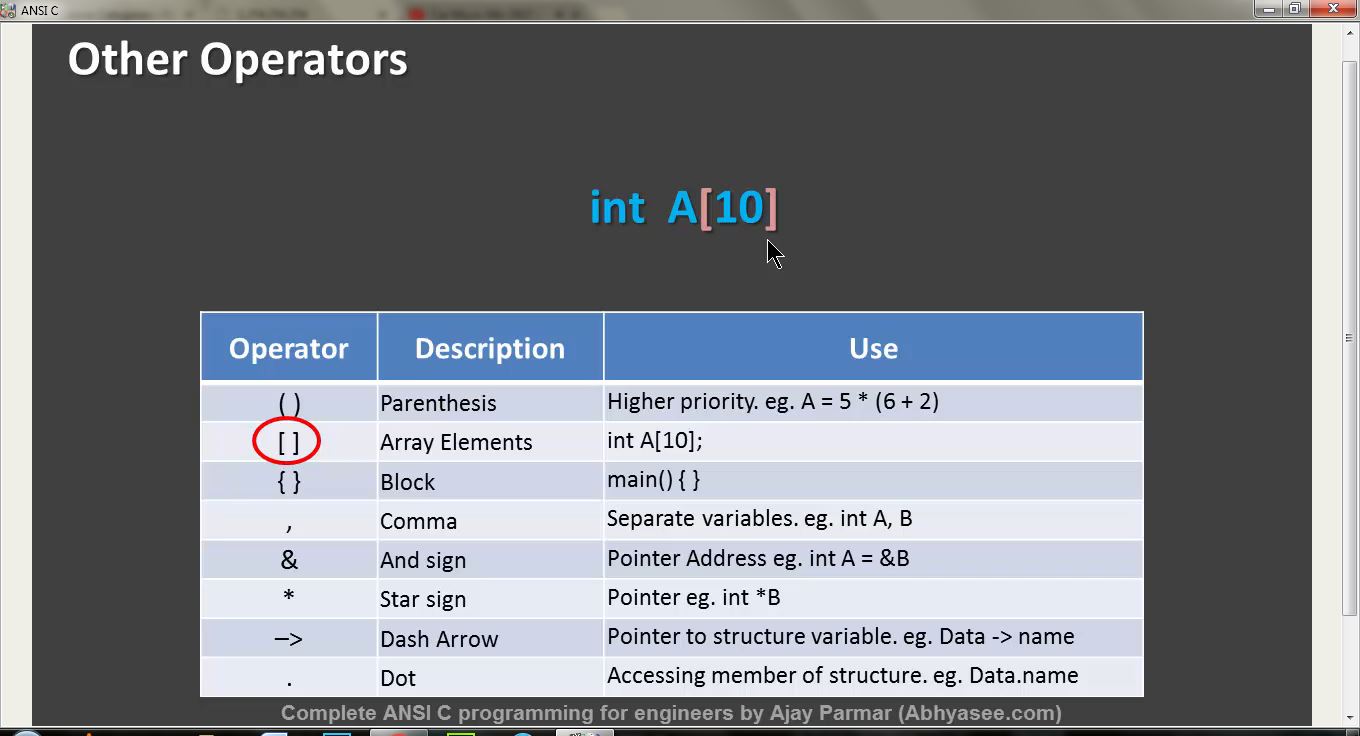 ANSI C
Other Operators
int A[10]
Operator Description Use
( ) Parenthesis Higher priority. eg. A = 5 * (6 + 2)
[ ] Array Elements int A[10];
{ } Block main() { }
, Comma Separate variables. eg. int A, B
& And sign Pointer Address eg. int A = &B
* Star sign Pointer eg. int *B
–> Dash Arrow Pointer to structure variable. eg. Data -> name
. Dot Accessing member of structure. eg. Data.name
Complete ANSI C programming for engineers by Ajay Parmar (Abhyasee.com)